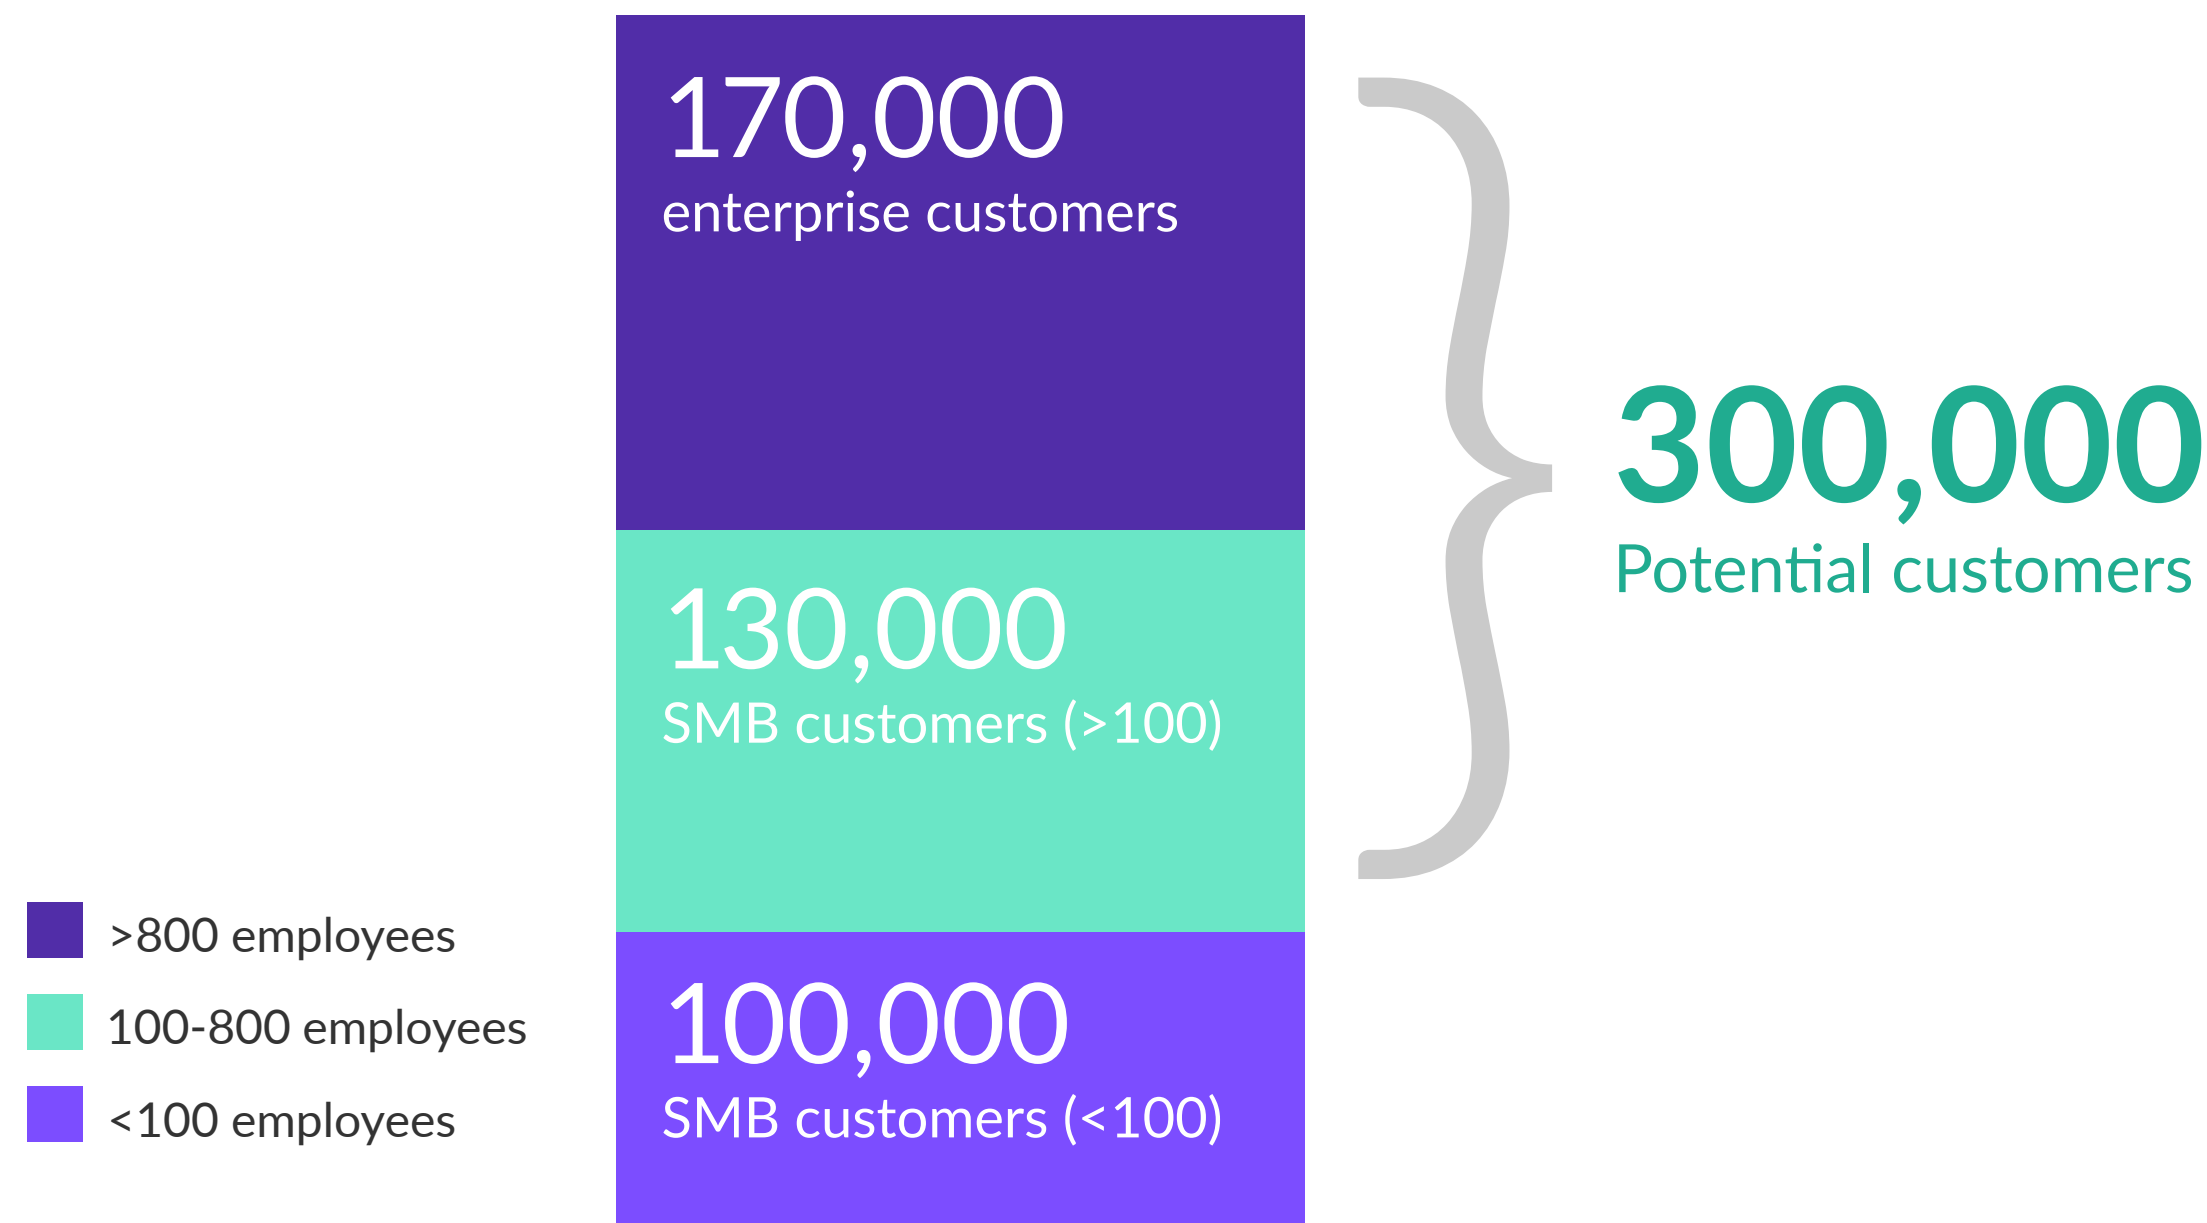 170,000
enterprise customers
130,000
SMB customers (>100)
100,000
SMB customers (<100)
300,000
Potential customers
>800 employees
100-800 employees
<100 employees